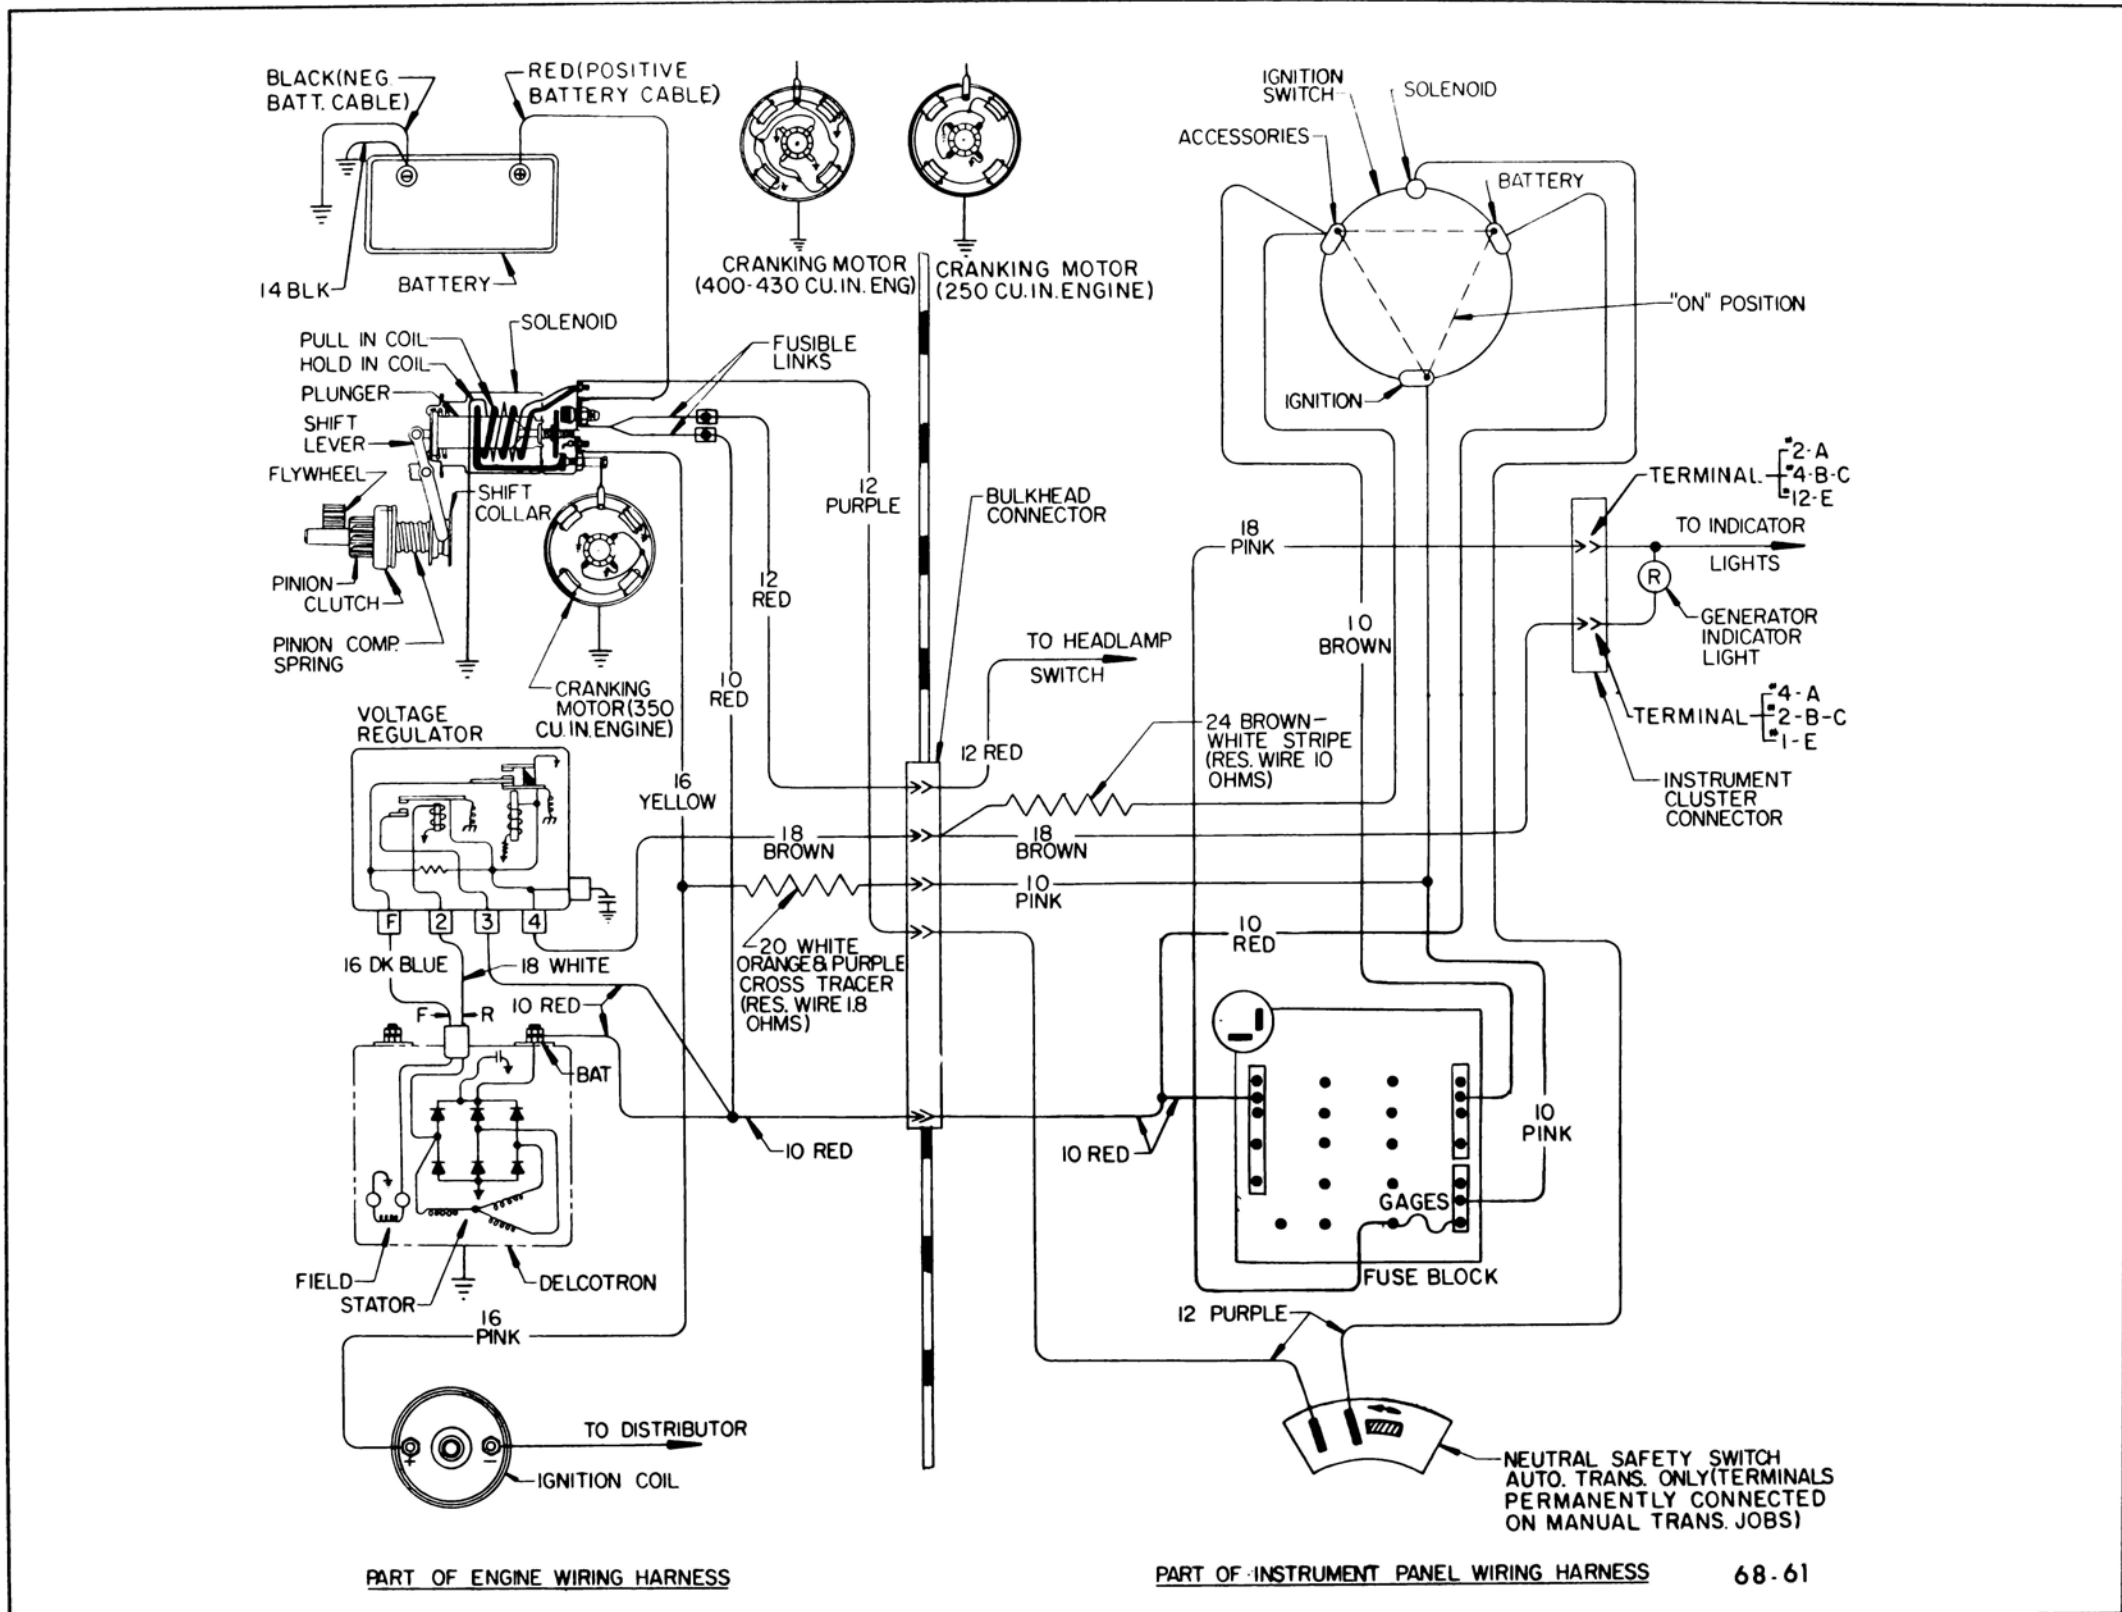 BLACK(NEG.
BATT. CABLE)
RED(POSITIVE
BATTERY CABLE)
14 BLK
BATTERY
CRANKING MOTOR
(400-430 CU.IN. ENG)
CRANKING MOTOR
(250 CU.IN. ENGINE)
IGNITION
SWITCH
SOLENOID
ACCESSORIES
BATTERY
"ON" POSITION
IGNITION
SOLENOID
PULL IN COIL
HOLD IN COIL
PLUNGER
SHIFT
LEVER
FLYWHEEL
SHIFT
COLLAR
PINION
CLUTCH
PINION COMP.
SPRING
FUSIBLE
LINKS
CRANKING
MOTOR(350
CU.IN.ENGINE)
12
PURPLE
12
RED
10
RED
BULKHEAD
CONNECTOR
TO HEADLAMP
SWITCH
12 RED
18
PINK
10
BROWN
TERMINAL
"2-A
"4-B-C
"12-E
TO INDICATOR
LIGHTS
R
GENERATOR
INDICATOR
LIGHT
TERMINAL
"4-A
"2-B-C
"1-E
INSTRUMENT
CLUSTER
CONNECTOR
24 BROWN-
WHITE STRIPE
(RES. WIRE 10
OHMS)
VOLTAGE
REGULATOR
16
YELLOW
18
BROWN
18
BROWN
10
PINK
F 2 3 4
16 DK BLUE
18 WHITE
10 RED
F R
BAT
20 WHITE
ORANGE & PURPLE
CROSS TRACER
(RES. WIRE 1.8
OHMS)
10
RED
10 RED
10 RED
10
PINK
GAGES
FUSE BLOCK
FIELD
STATOR
DELCOTRON
16
PINK
12 PURPLE
+ −
TO DISTRIBUTOR
IGNITION COIL
NEUTRAL SAFETY SWITCH
AUTO. TRANS. ONLY(TERMINALS
PERMANENTLY CONNECTED
ON MANUAL TRANS. JOBS)
PART OF ENGINE WIRING HARNESS
PART OF INSTRUMENT PANEL WIRING HARNESS
68-61